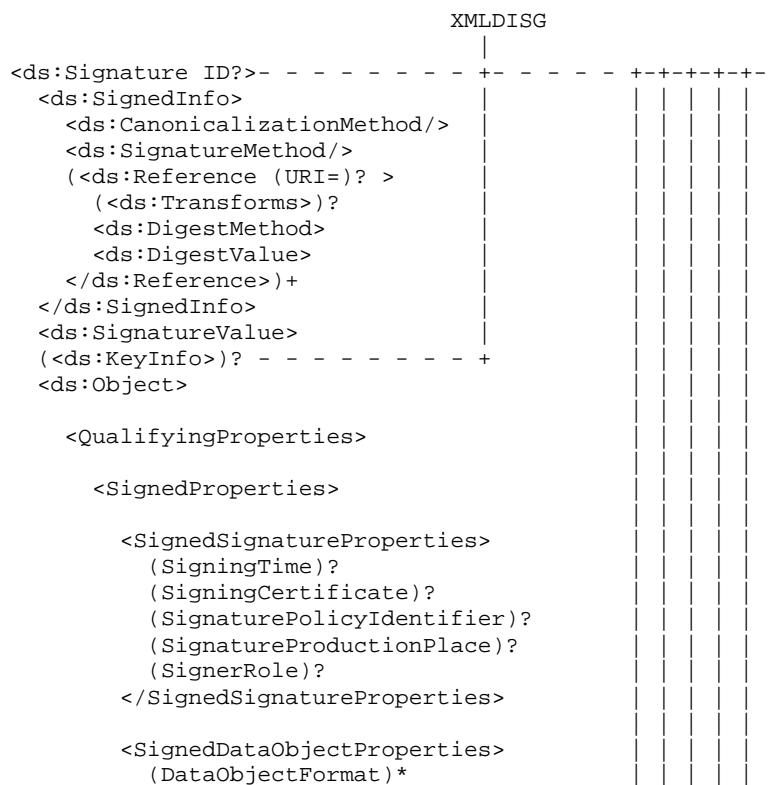 XMLDISG
                                   |
<ds:Signature ID?>- - - - - - - - +- - - - - +-+-+-+-+-
  <ds:SignedInfo>                  |          | | | | |
    <ds:CanonicalizationMethod/>   |          | | | | |
    <ds:SignatureMethod/>          |          | | | | |
    (<ds:Reference (URI=)? >       |          | | | | |
      (<ds:Transforms>)?           |          | | | | |
      <ds:DigestMethod>            |          | | | | |
      <ds:DigestValue>             |          | | | | |
    </ds:Reference>)+              |          | | | | |
  </ds:SignedInfo>                 |          | | | | |
  <ds:SignatureValue>              |          | | | | |
  (<ds:KeyInfo>)? - - - - - - - - +          | | | | |
  <ds:Object>                                 | | | | |
    <QualifyingProperties>                    | | | | |
      <SignedProperties>                      | | | | |
        <SignedSignatureProperties>           | | | | |
          (SigningTime)?                      | | | | |
          (SigningCertificate)?               | | | | |
          (SignaturePolicyIdentifier)?        | | | | |
          (SignatureProductionPlace)?         | | | | |
          (SignerRole)?                       | | | | |
        </SignedSignatureProperties>          | | | | |
        <SignedDataObjectProperties>          | | | | |
          (DataObjectFormat)*                 | | | | |